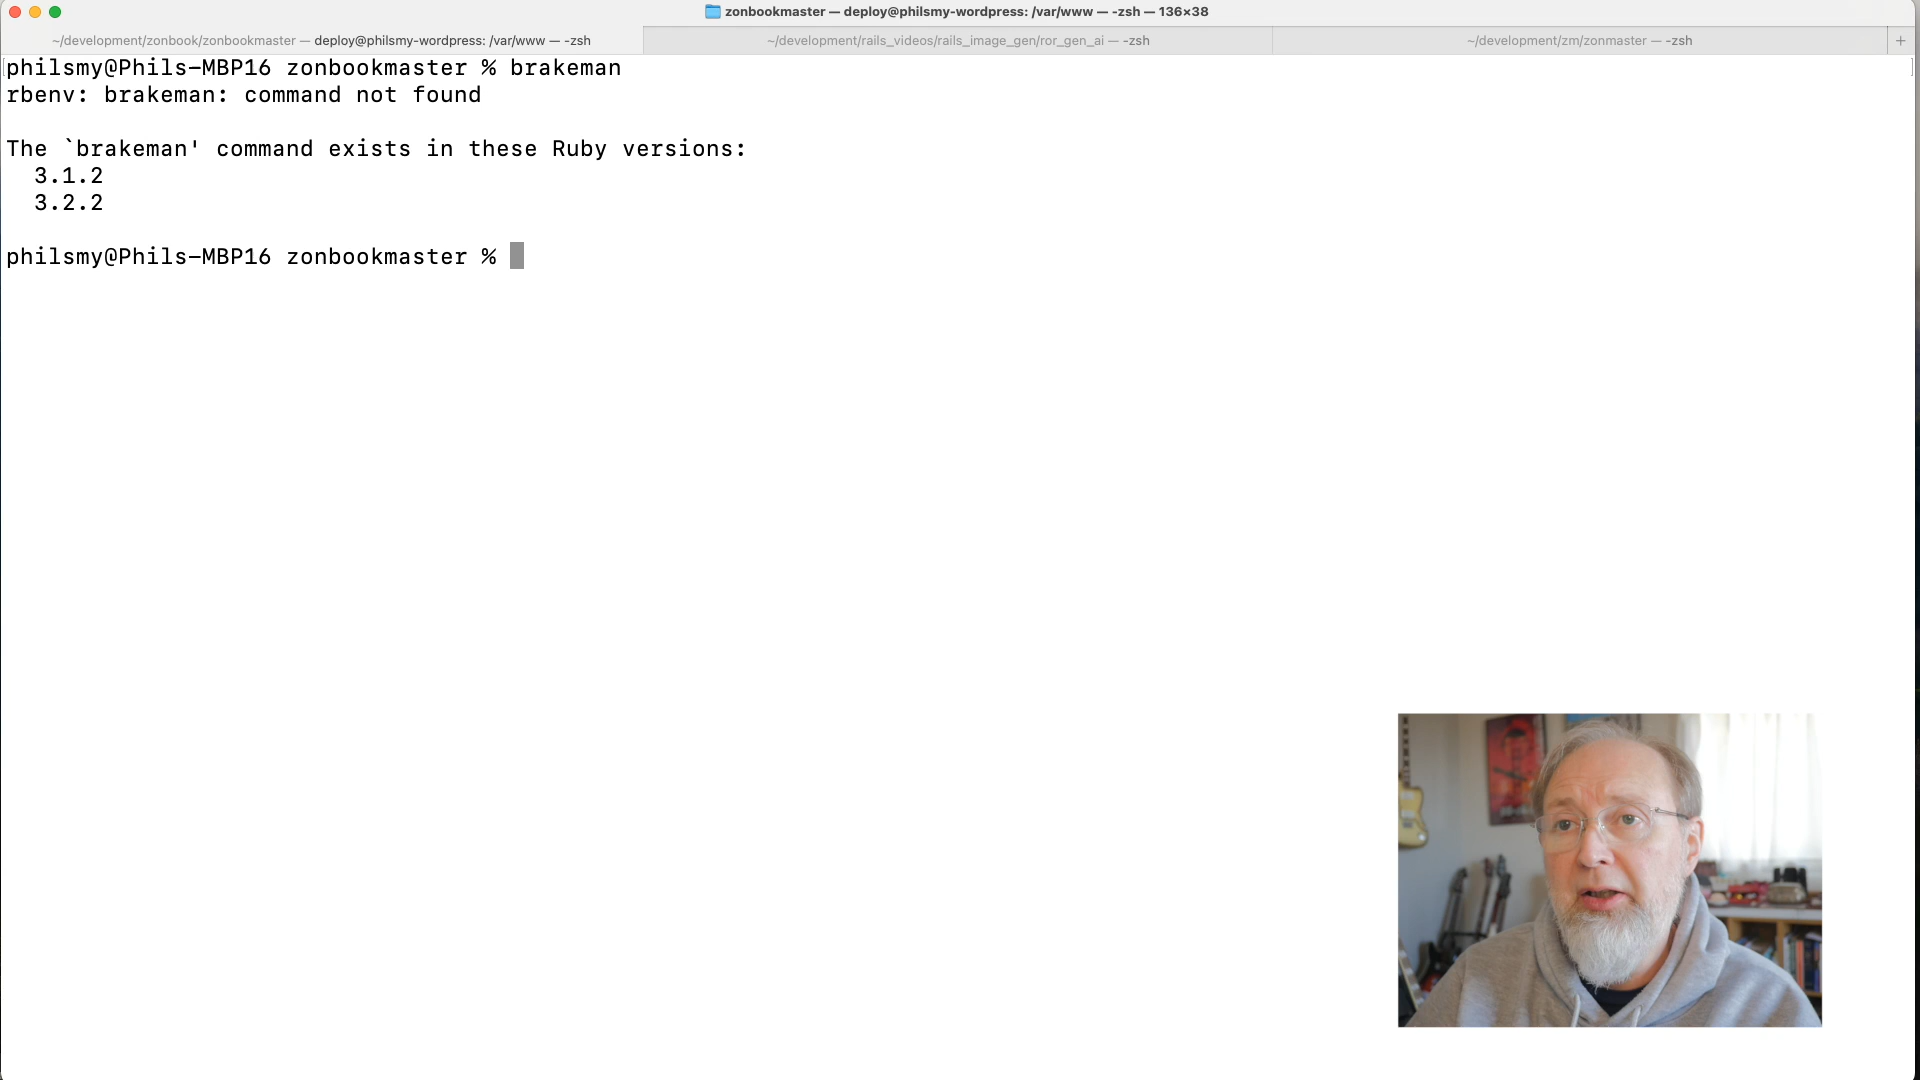 zonbookmaster — deploy@philsmy-wordpress: /var/www — -zsh — 136×38
~/development/zonbook/zonbookmaster — deploy@philsmy-wordpress: /var/www — -zsh
~/development/rails_videos/rails_image_gen/ror_gen_ai — -zsh
~/development/zm/zonmaster — -zsh
+
philsmy@Phils-MBP16 zonbookmaster % brakeman
rbenv: brakeman: command not found
The `brakeman' command exists in these Ruby versions:
3.1.2
3.2.2
philsmy@Phils-MBP16 zonbookmaster %